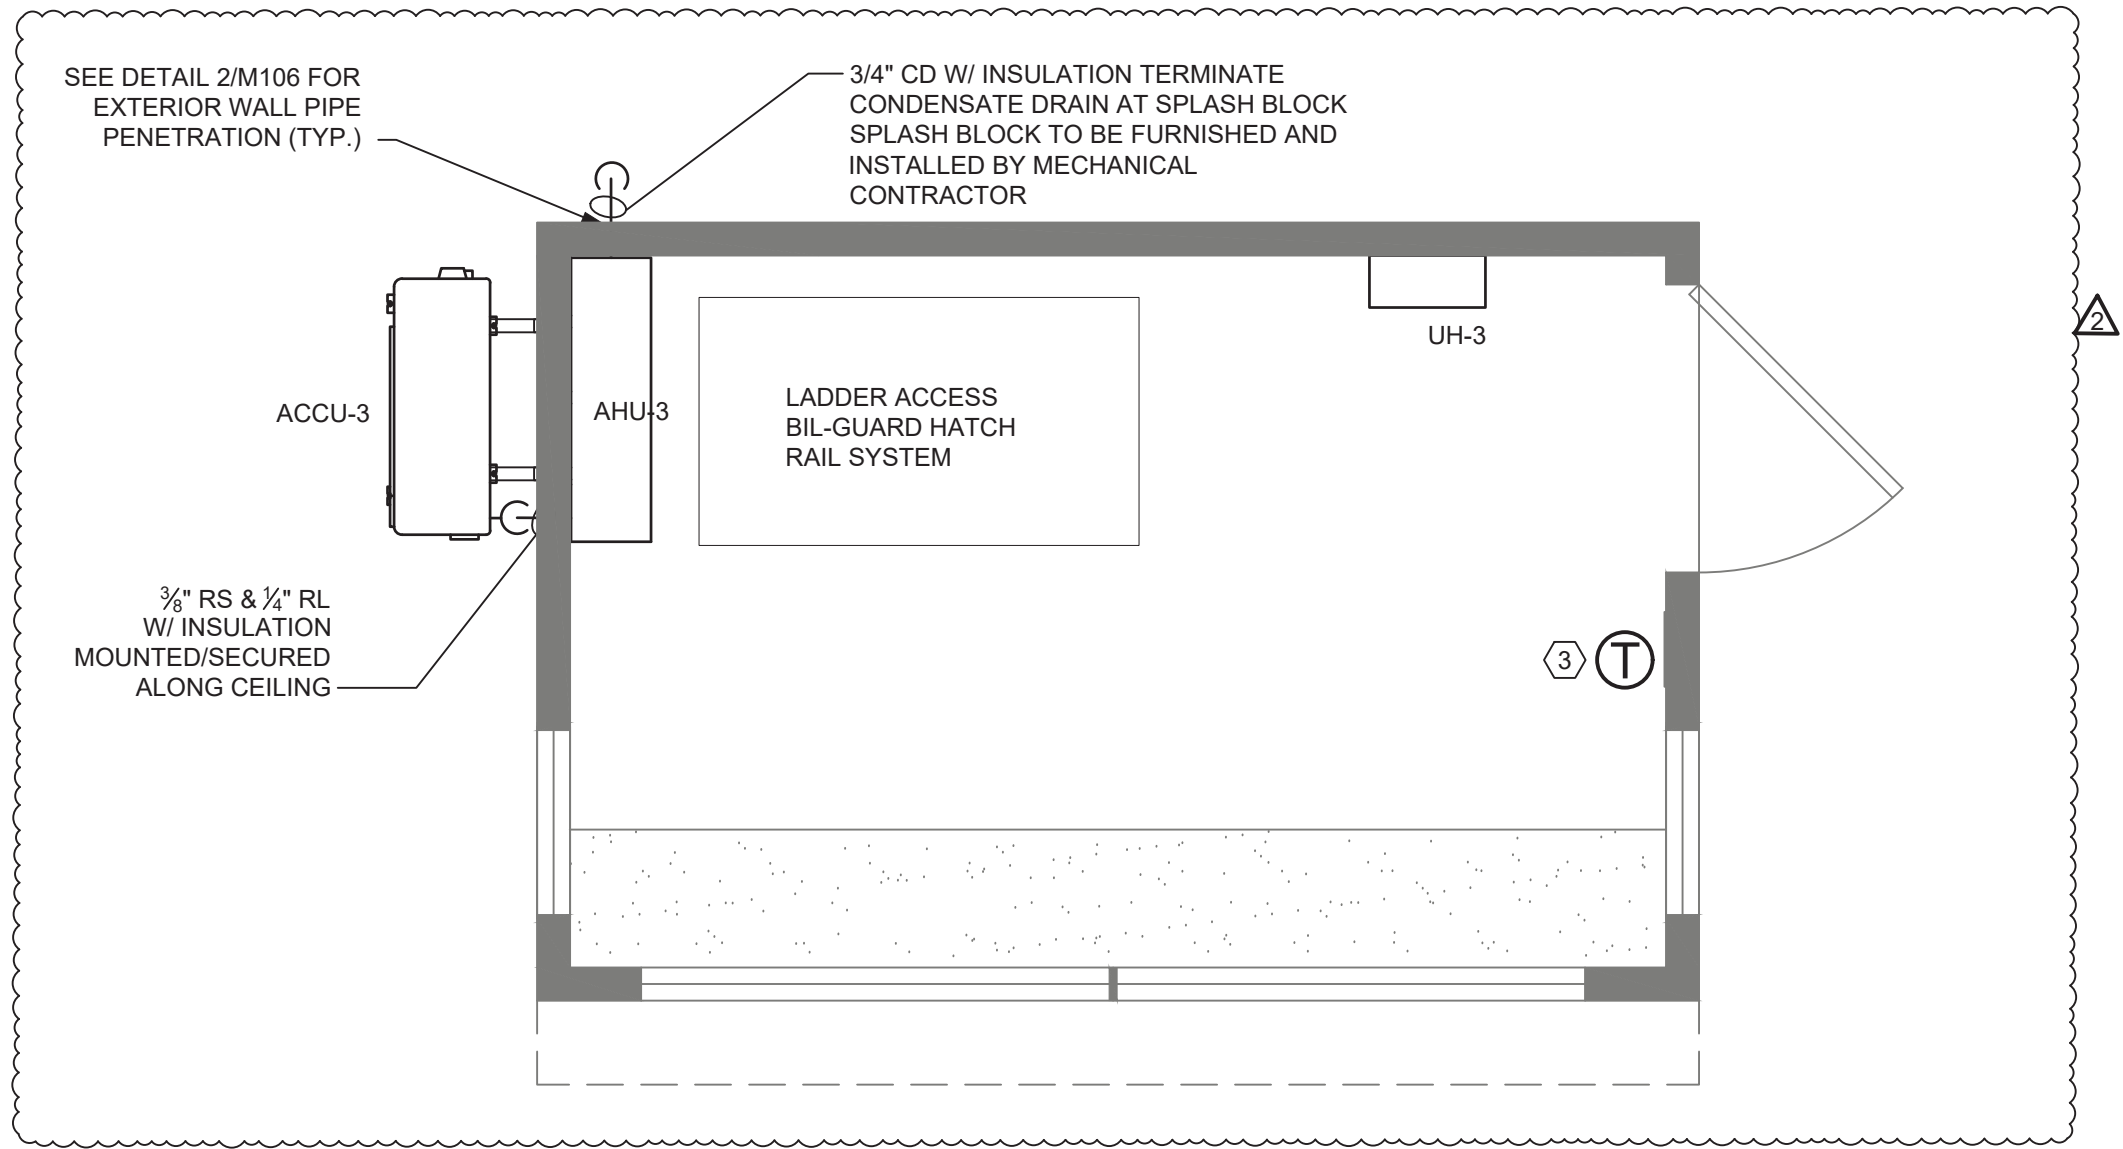 SEE DETAIL 2/M106 FOR
EXTERIOR WALL PIPE
PENETRATION (TYP.)
3/4" CD W/ INSULATION TERMINATE
CONDENSATE DRAIN AT SPLASH BLOCK
SPLASH BLOCK TO BE FURNISHED AND
INSTALLED BY MECHANICAL
CONTRACTOR
2
UH-3
ACCU-3
AHU-3
LADDER ACCESS
BIL-GUARD HATCH
RAIL SYSTEM
⅜" RS & ¼" RL
W/ INSULATION
MOUNTED/SECURED
ALONG CEILING
3
T